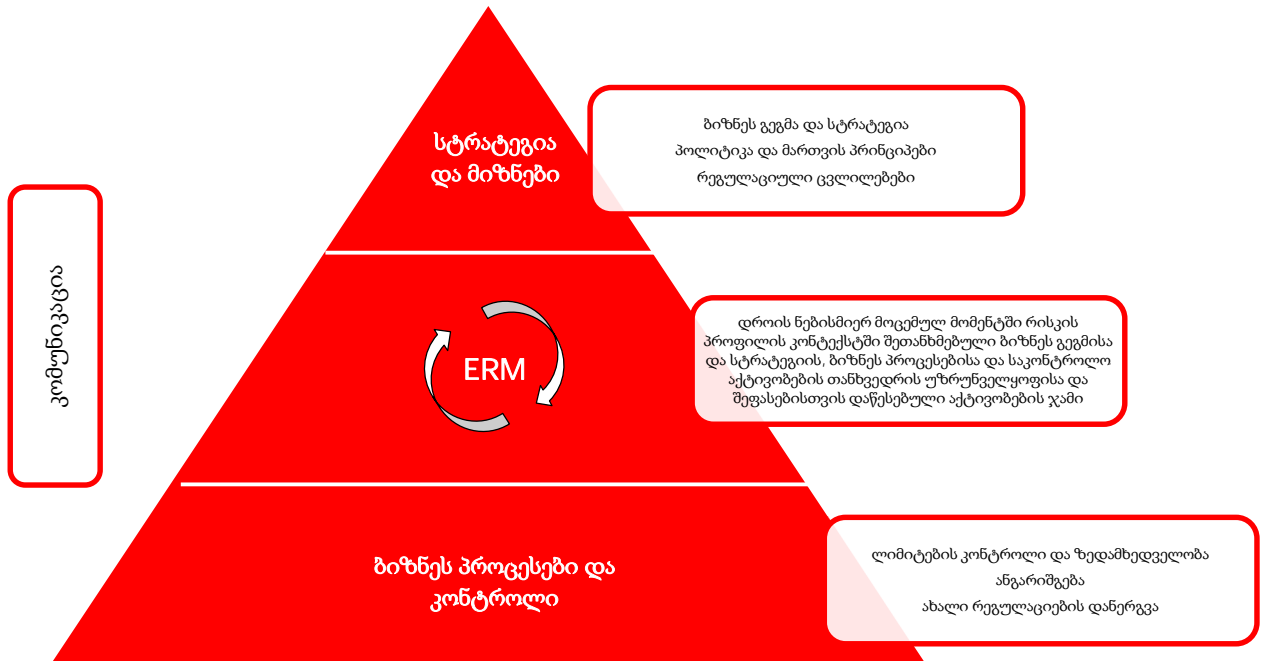 სტრატეგია
და მიზნები
ბიზნეს გეგმა და სტრატეგია
პოლიტიკა და მართვის პრინციპები
რეგულაციული ცვლილებები
კომუნიკაცია
ERM
დროის ნებისმიერ მოცემულ მომენტში რისკის
პროფილის კონტექსტში შეთანხმებული ბიზნეს გეგმისა
და სტრატეგიის, ბიზნეს პროცესებისა და საკონტროლო
აქტივობების თანხვედრის უზრუნველყოფისა და
შეფასებისთვის დაწესებული აქტივობების ჯამი
ბიზნეს პროცესები და
კონტროლი
ლიმიტების კონტროლი და ზედამხედველობა
ანგარიშგება
ახალი რეგულაციების დანერგვა